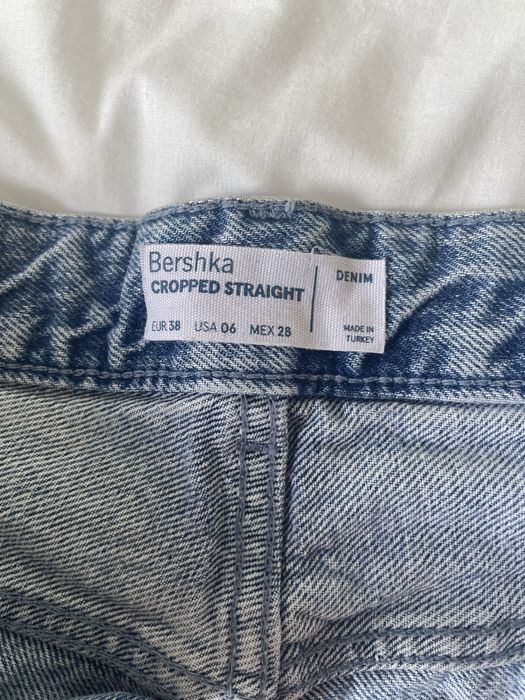 Bershka
CROPPED STRAIGHT
EUR 38 USA 06 MEX 28
DENIM
MADE IN
TURKEY